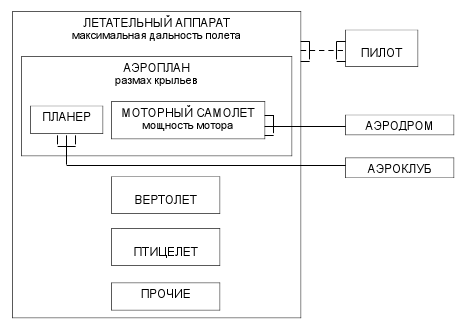 ЛЕТАТЕЛЬНЫЙ АППАРАТ
максимальная дальность полета
ПИЛОТ
АЭРОПЛАН
размах крыльев
ПЛАНЕР
МОТОРНЫЙ САМОЛЕТ
мощность мотора
АЭРОДРОМ
АЭРОКЛУБ
ВЕРТОЛЕТ
ПТИЦЕЛЕТ
ПРОЧИЕ